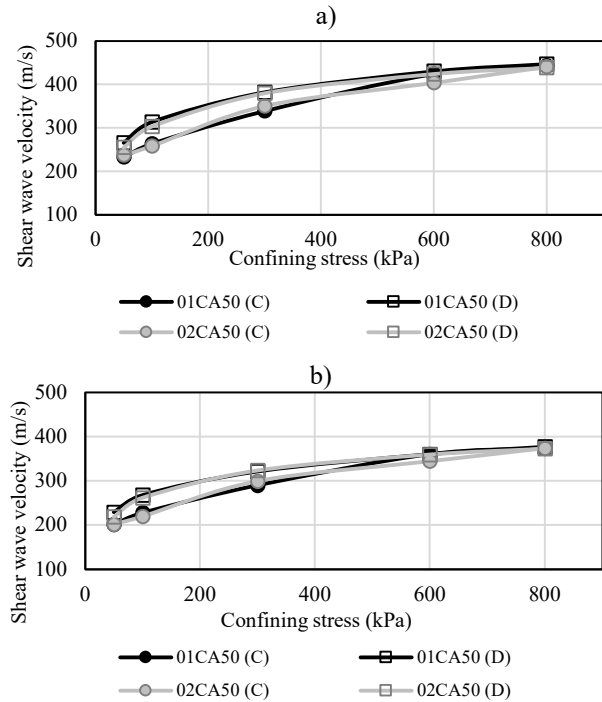 a)
Shear wave velocity (m/s)
500
400
300
200
100
0 200 400 600 800
Confining stress (kPa)
01CA50 (C) 01CA50 (D)
02CA50 (C) 02CA50 (D)
b)
Shear wave velocity (m/s)
500
400
300
200
100
0 200 400 600 800
Confining stress (kPa)
01CA50 (C) 01CA50 (D)
02CA50 (C) 02CA50 (D)